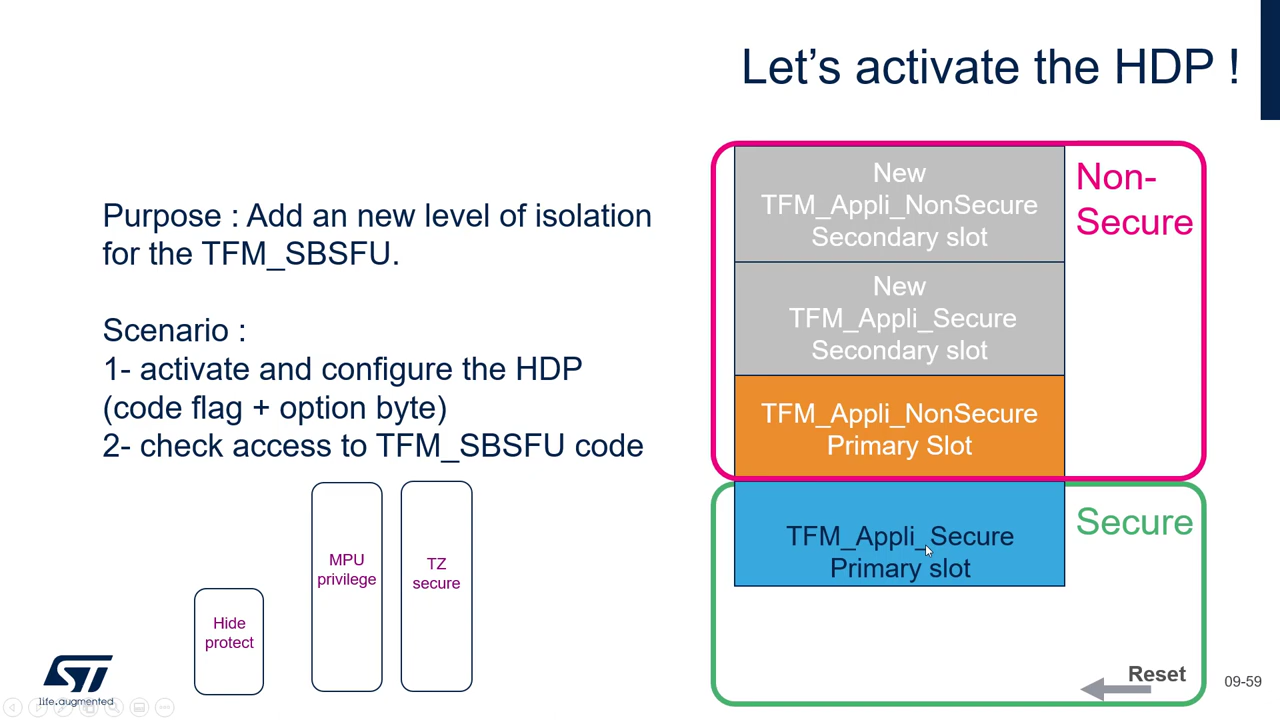 Let's activate the HDP !
Purpose : Add an new level of isolation
for the TFM_SBSFU.
Scenario :
1- activate and configure the HDP
(code flag + option byte)
2- check access to TFM_SBSFU code
Hide
protect
MPU
privilege
TZ
secure
New
TFM_Appli_NonSecure
Secondary slot
New
TFM_Appli_Secure
Secondary slot
TFM_Appli_NonSecure
Primary Slot
Non-
Secure
TFM_Appli_Secure
Primary slot
Secure
Reset
ST
life.augmented
09-59